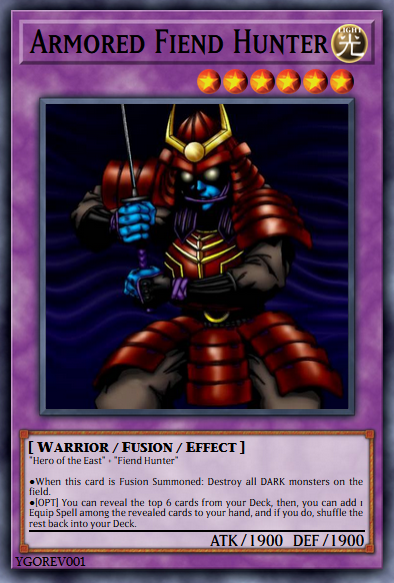 Armored Fiend Hunter
LIGHT
光
[ Warrior / Fusion / Effect ]
"Hero of the East" + "Fiend Hunter"
●When this card is Fusion Summoned: Destroy all DARK monsters on the
field.
●[OPT] You can reveal the top 6 cards from your Deck, then, you can add 1
Equip Spell among the revealed cards to your hand, and if you do, shuffle the
rest back into your Deck.
ATK / 1900 DEF / 1900
YGOREV001